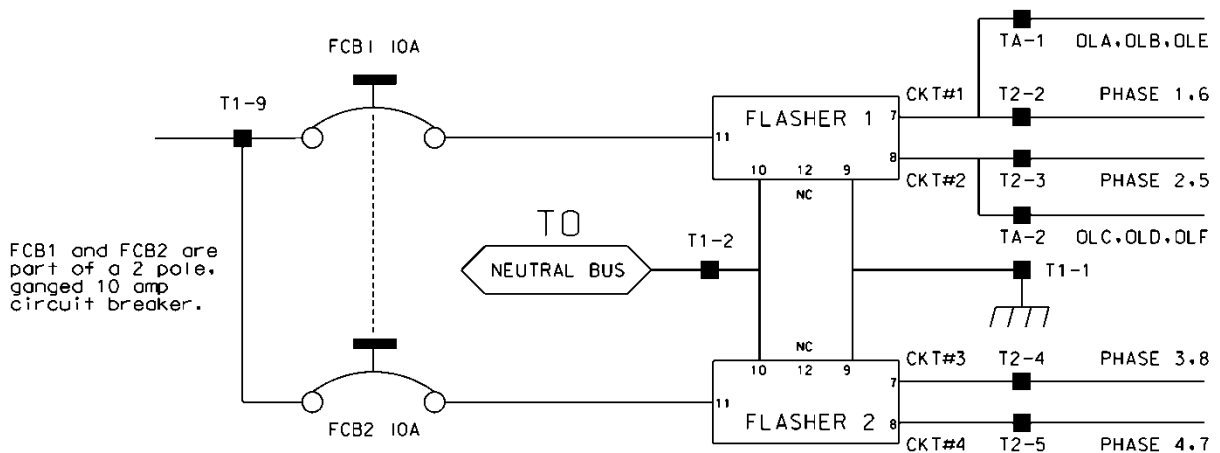 TA-1 OLA,OLB,OLE
FCB1 10A
T1-9
CKT#1 T2-2 PHASE 1,6
7
FLASHER 1
11
8
10 12 9
NC
CKT#2 T2-3 PHASE 2,5
TA-2 OLC,OLD,OLF
TO
NEUTRAL BUS
T1-2
T1-1
FCB1 and FCB2 are
part of a 2 pole,
ganged 10 amp
circuit breaker.
NC
10 12 9
CKT#3 T2-4 PHASE 3,8
7
11
FLASHER 2
8
FCB2 10A
CKT#4 T2-5 PHASE 4,7